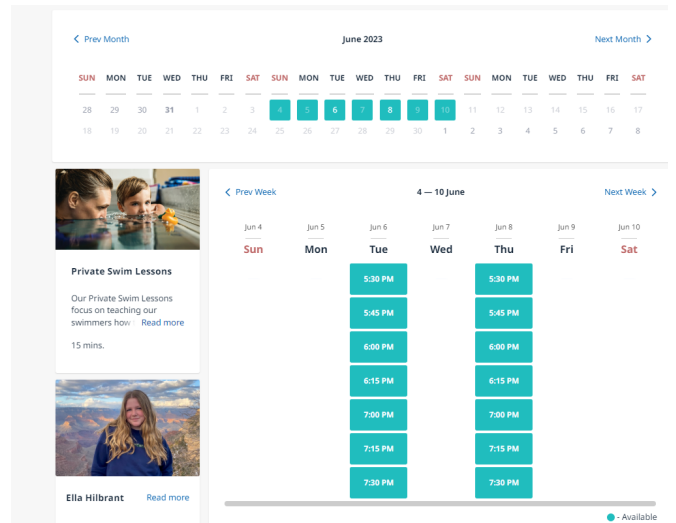 Prev Month June 2023 Next Month
SUN MON TUE WED THU FRI SAT SUN MON TUE WED THU FRI SAT SUN MON TUE WED THU FRI SAT
28 29 30 31 1 2 3 4 5 6 7 8 9 10 11 12 13 14 15 16 17
18 19 20 21 22 23 24 25 26 27 28 29 30 1 2 3 4 5 6 7 8
Private Swim Lessons
Our Private Swim Lessons
focus on teaching our
swimmers how Read more
15 mins.
Ella Hilbrant Read more
Prev Week 4 — 10 June Next Week
Jun 4 Jun 5 Jun 6 Jun 7 Jun 8 Jun 9 Jun 10
Sun Mon Tue Wed Thu Fri Sat
5:30 PM 5:30 PM
5:45 PM 5:45 PM
6:00 PM 6:00 PM
6:15 PM 6:15 PM
7:00 PM 7:00 PM
7:15 PM 7:15 PM
7:30 PM 7:30 PM
- Available